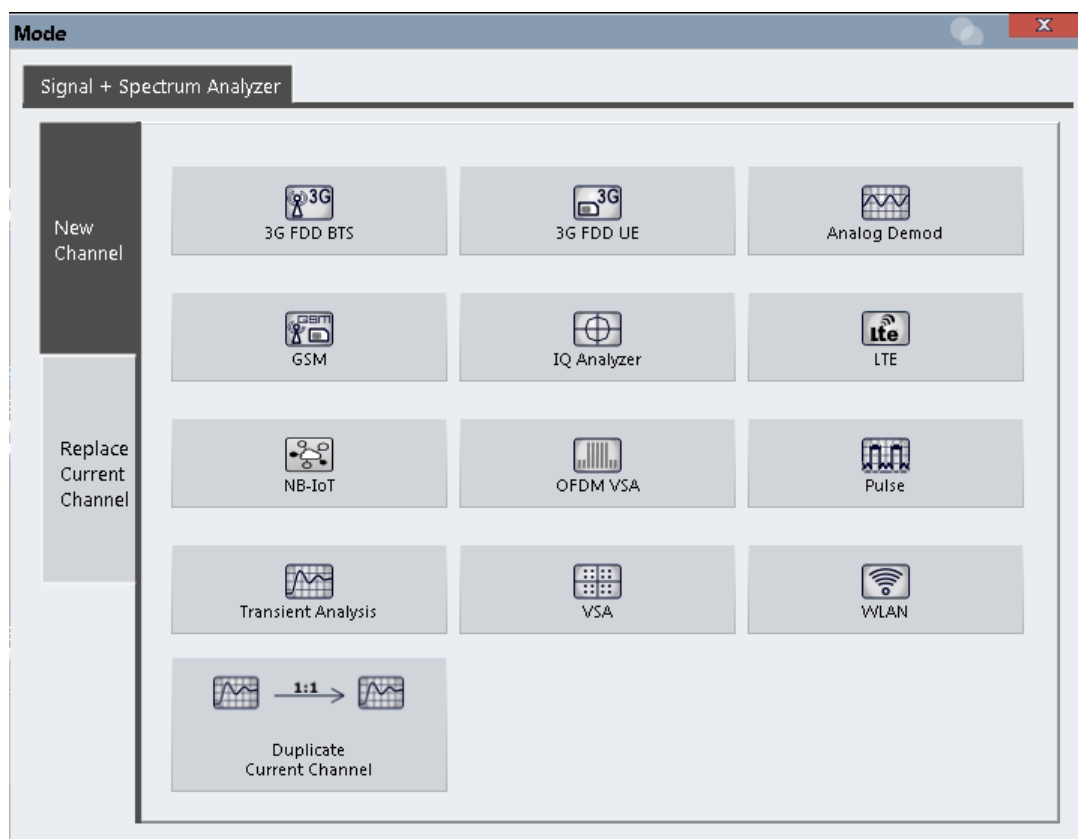 Mode
X
Signal + Spectrum Analyzer
New
Channel
Replace
Current
Channel
3G
3G FDD BTS
3G
3G FDD UE
Analog Demod
GSM
GSM
IQ Analyzer
Lte
LTE
NB-IoT
OFDM VSA
Pulse
Transient Analysis
VSA
WLAN
1:1
Duplicate
Current Channel